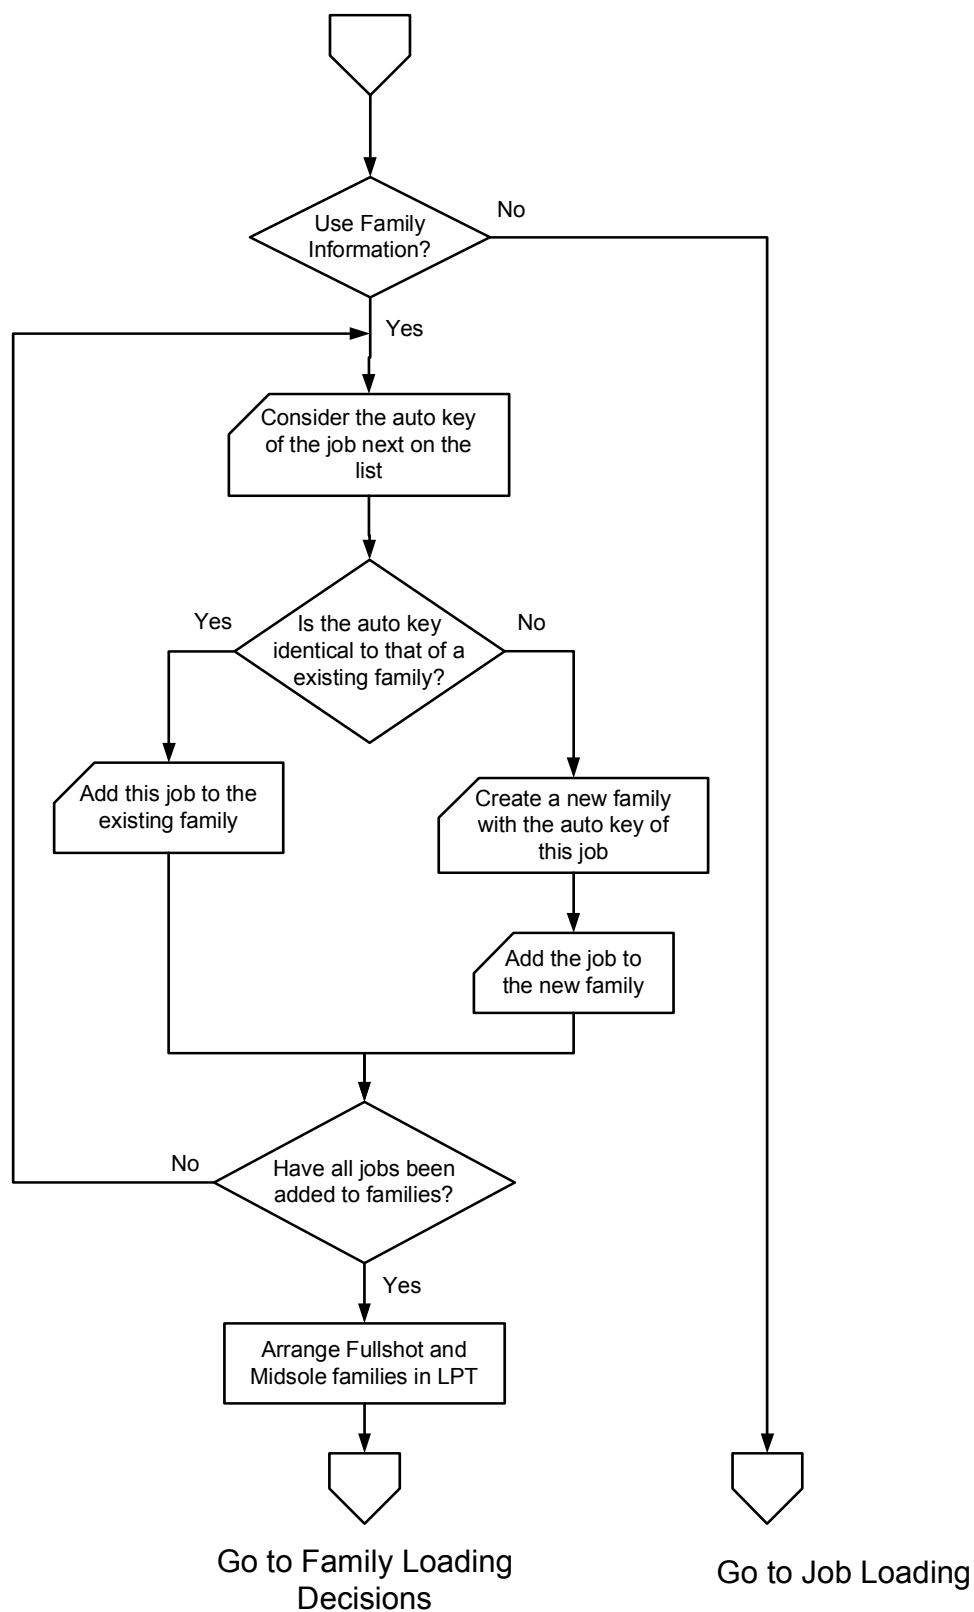 Use Family
Information?
No
Yes
Consider the auto key
of the job next on the
list
Yes
Is the auto key
identical to that of a
existing family?
No
Add this job to the
existing family
Create a new family
with the auto key of
this job
Add the job to
the new family
No
Have all jobs been
added to families?
Yes
Arrange Fullshot and
Midsole families in LPT
Go to Family Loading
Decisions
Go to Job Loading